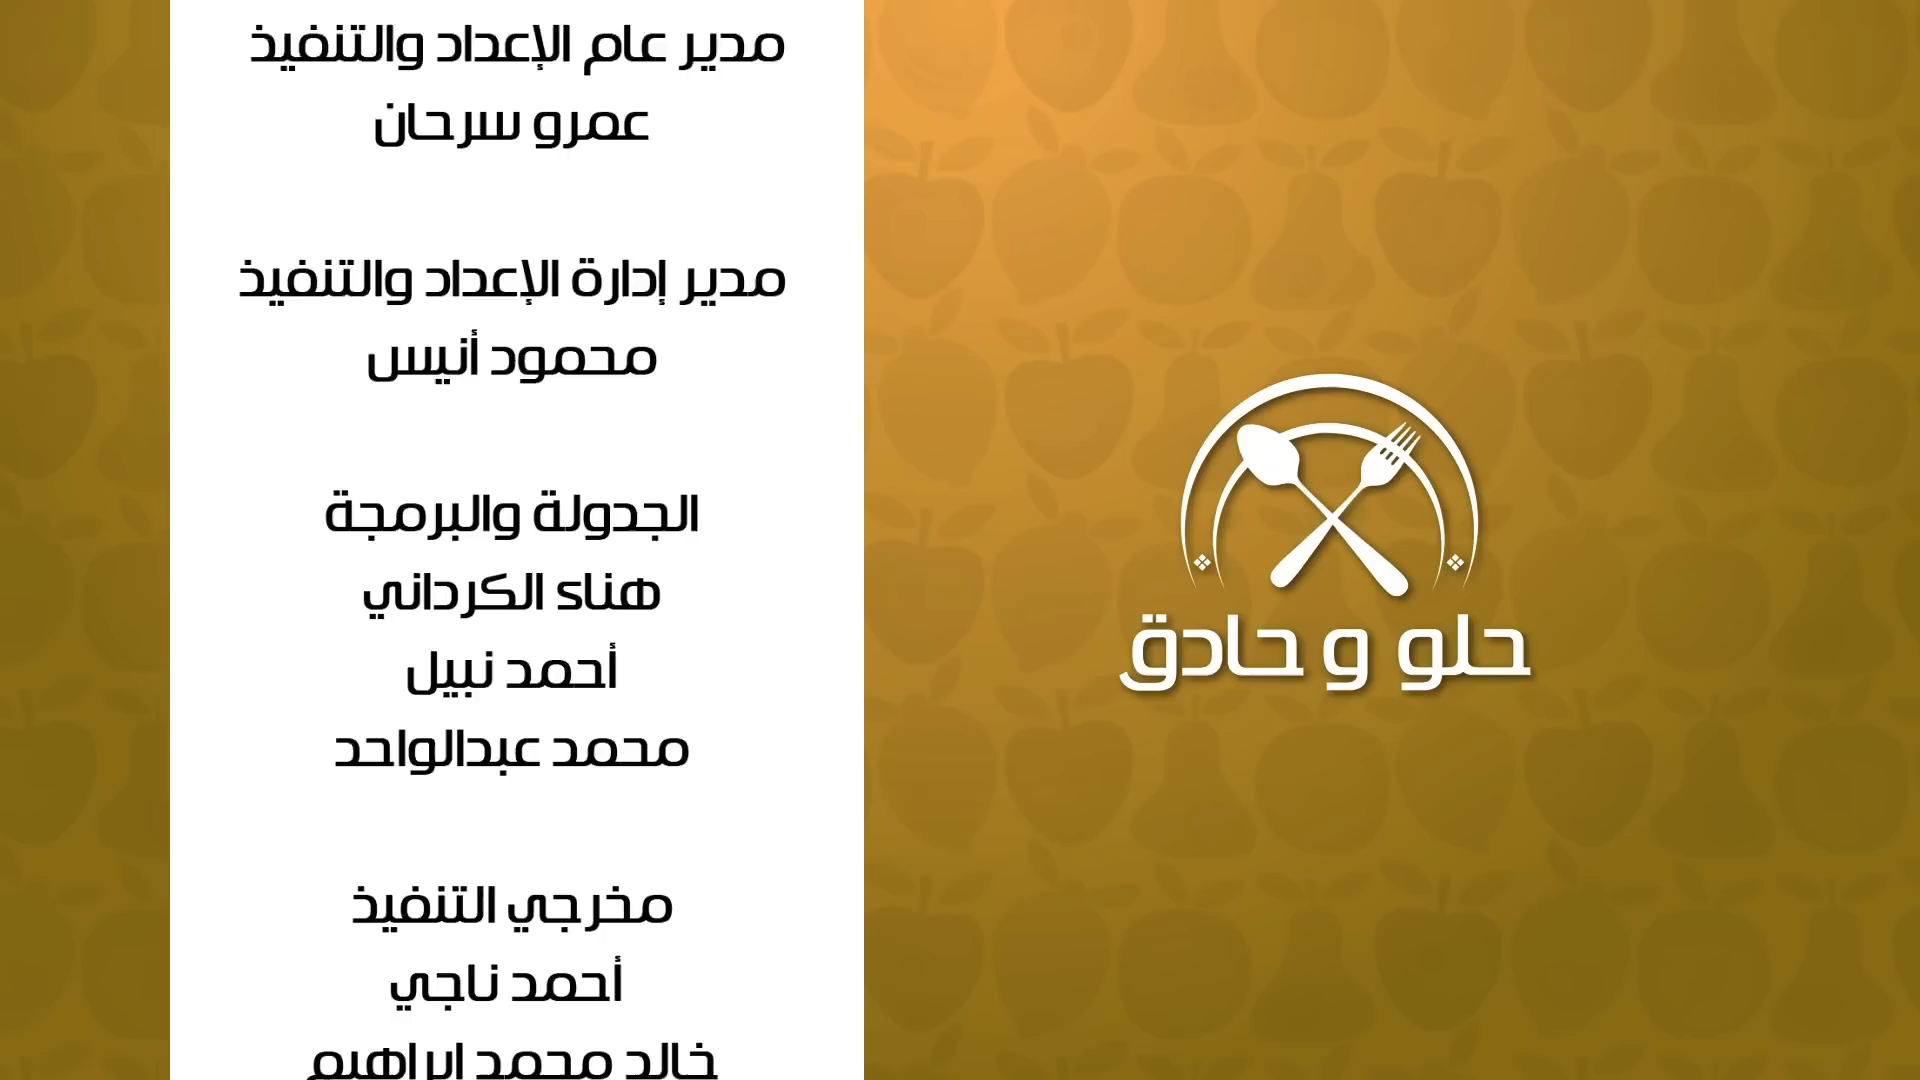 مدير عام الإعداد والتنفيذ
عمرو سرحان
مدير إدارة الإعداد والتنفيذ
محمود أنيس
الجدولة والبرمجة
هناء الكرداني
أحمد نبيل
محمد عبدالواحد
مخرجي التنفيذ
أحمد ناجي
خالد محمد ابراهيم
حلو و حادق